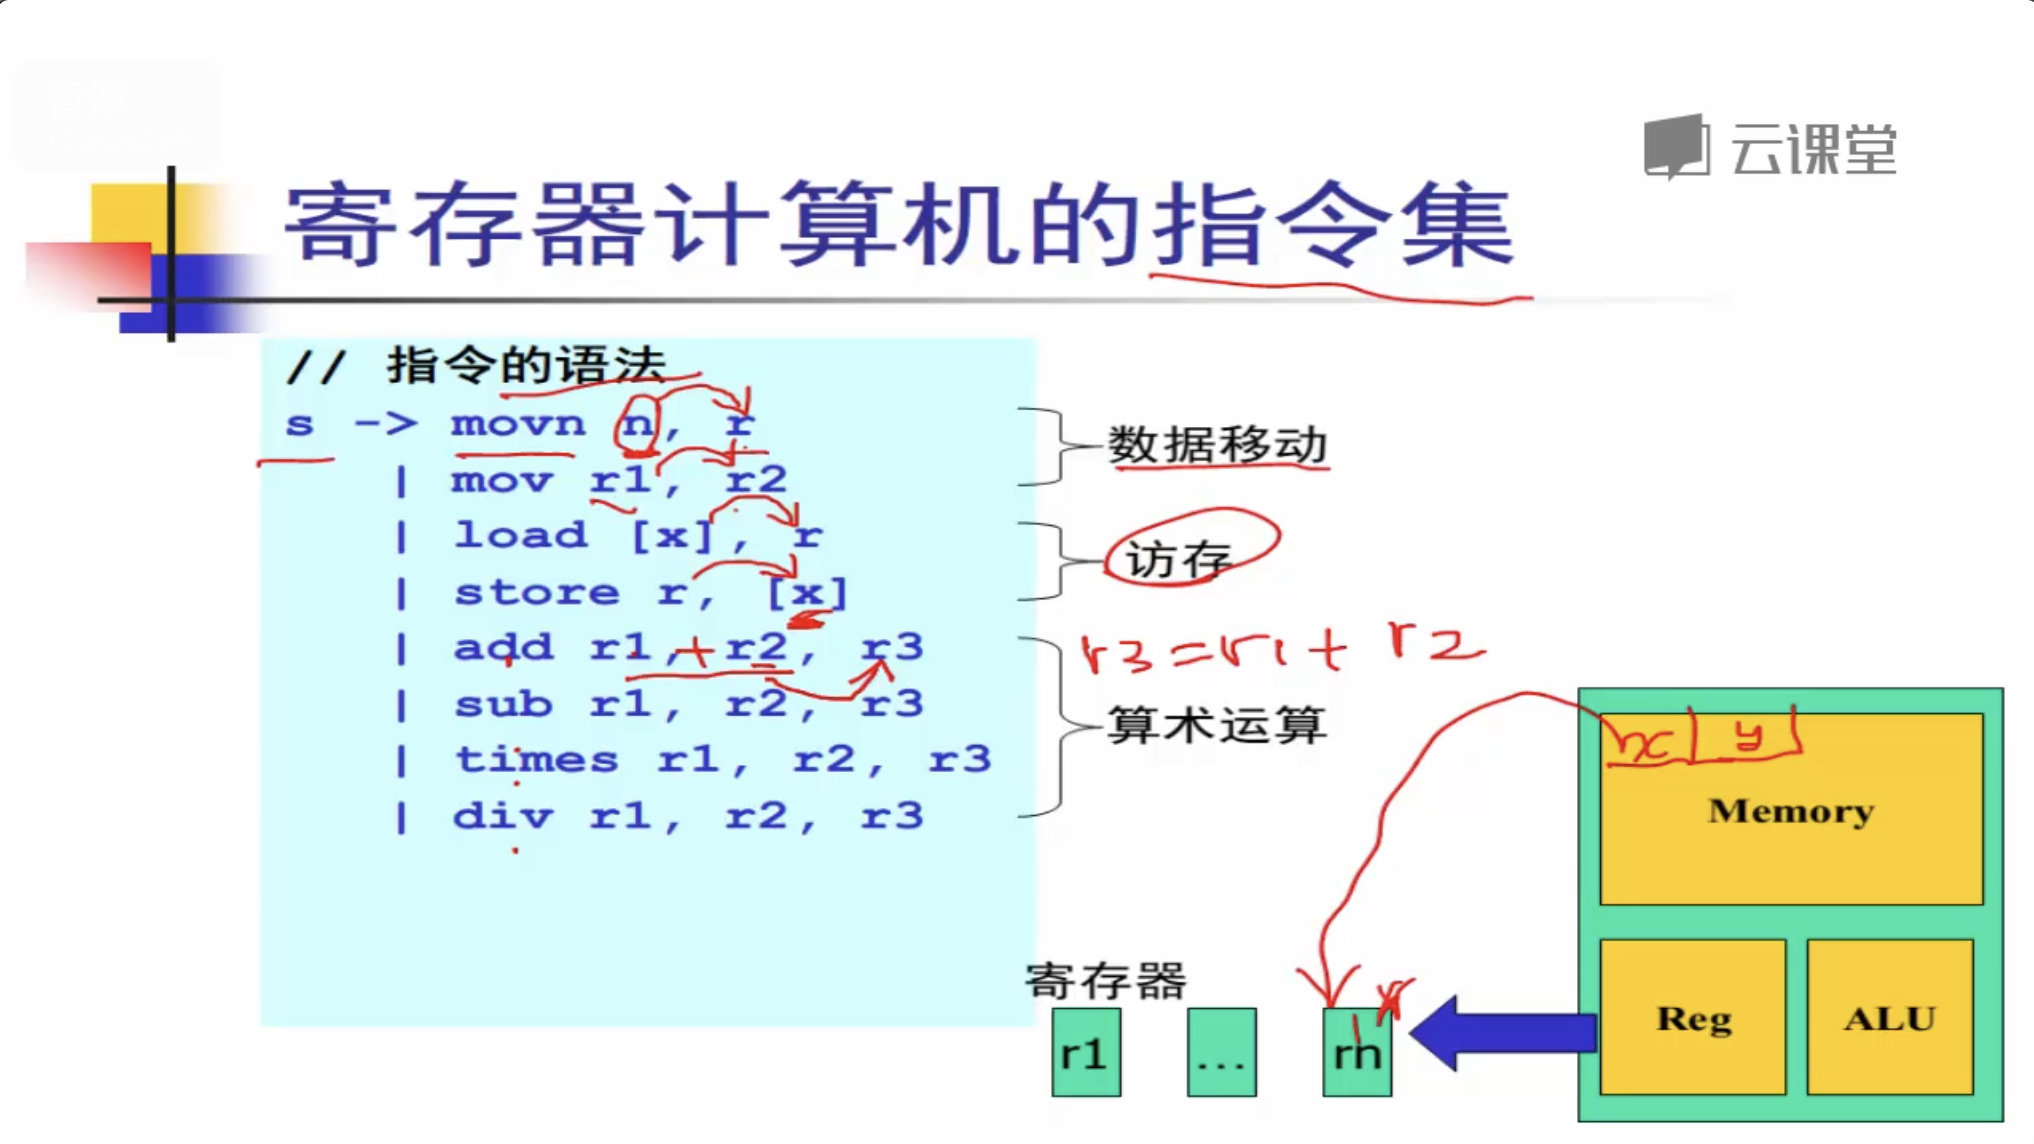 暂停
云课堂
寄存器计算机的指令集
// 指令的语法
s -> movn n, r
| mov r1, r2
| load [x], r
| store r, [x]
| add r1, r2, r3
| sub r1, r2, r3
| times r1, r2, r3
| div r1, r2, r3
数据移动
访存
r3=r1+ r2
算术运算
x y
Memory
Reg
ALU
寄存器
r1
...
rn